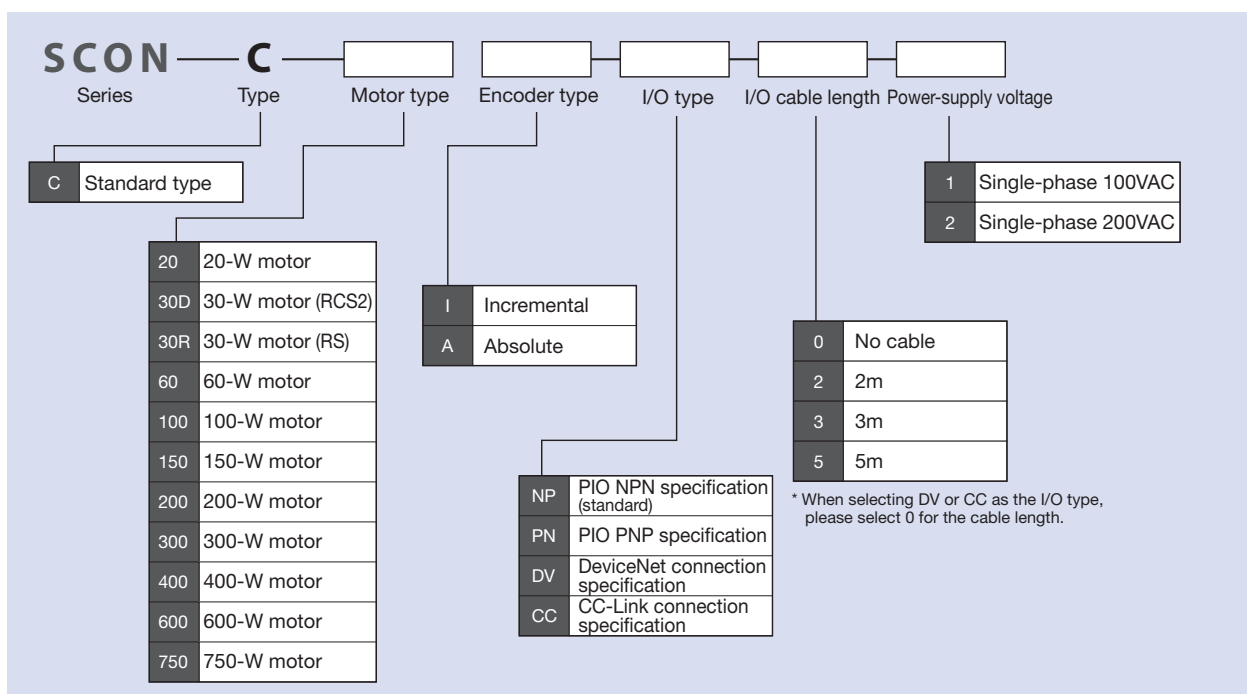 SCON C
Series Type Motor type Encoder type I/O type I/O cable length Power-supply voltage
C Standard type
20 20-W motor
30D 30-W motor (RCS2)
30R 30-W motor (RS)
60 60-W motor
100 100-W motor
150 150-W motor
200 200-W motor
300 300-W motor
400 400-W motor
600 600-W motor
750 750-W motor
I Incremental
A Absolute
NP PIO NPN specification
(standard)
PN PIO PNP specification
DV DeviceNet connection
specification
CC CC-Link connection
specification
0 No cable
2 2m
3 3m
5 5m
* When selecting DV or CC as the I/O type,
please select 0 for the cable length.
1 Single-phase 100VAC
2 Single-phase 200VAC